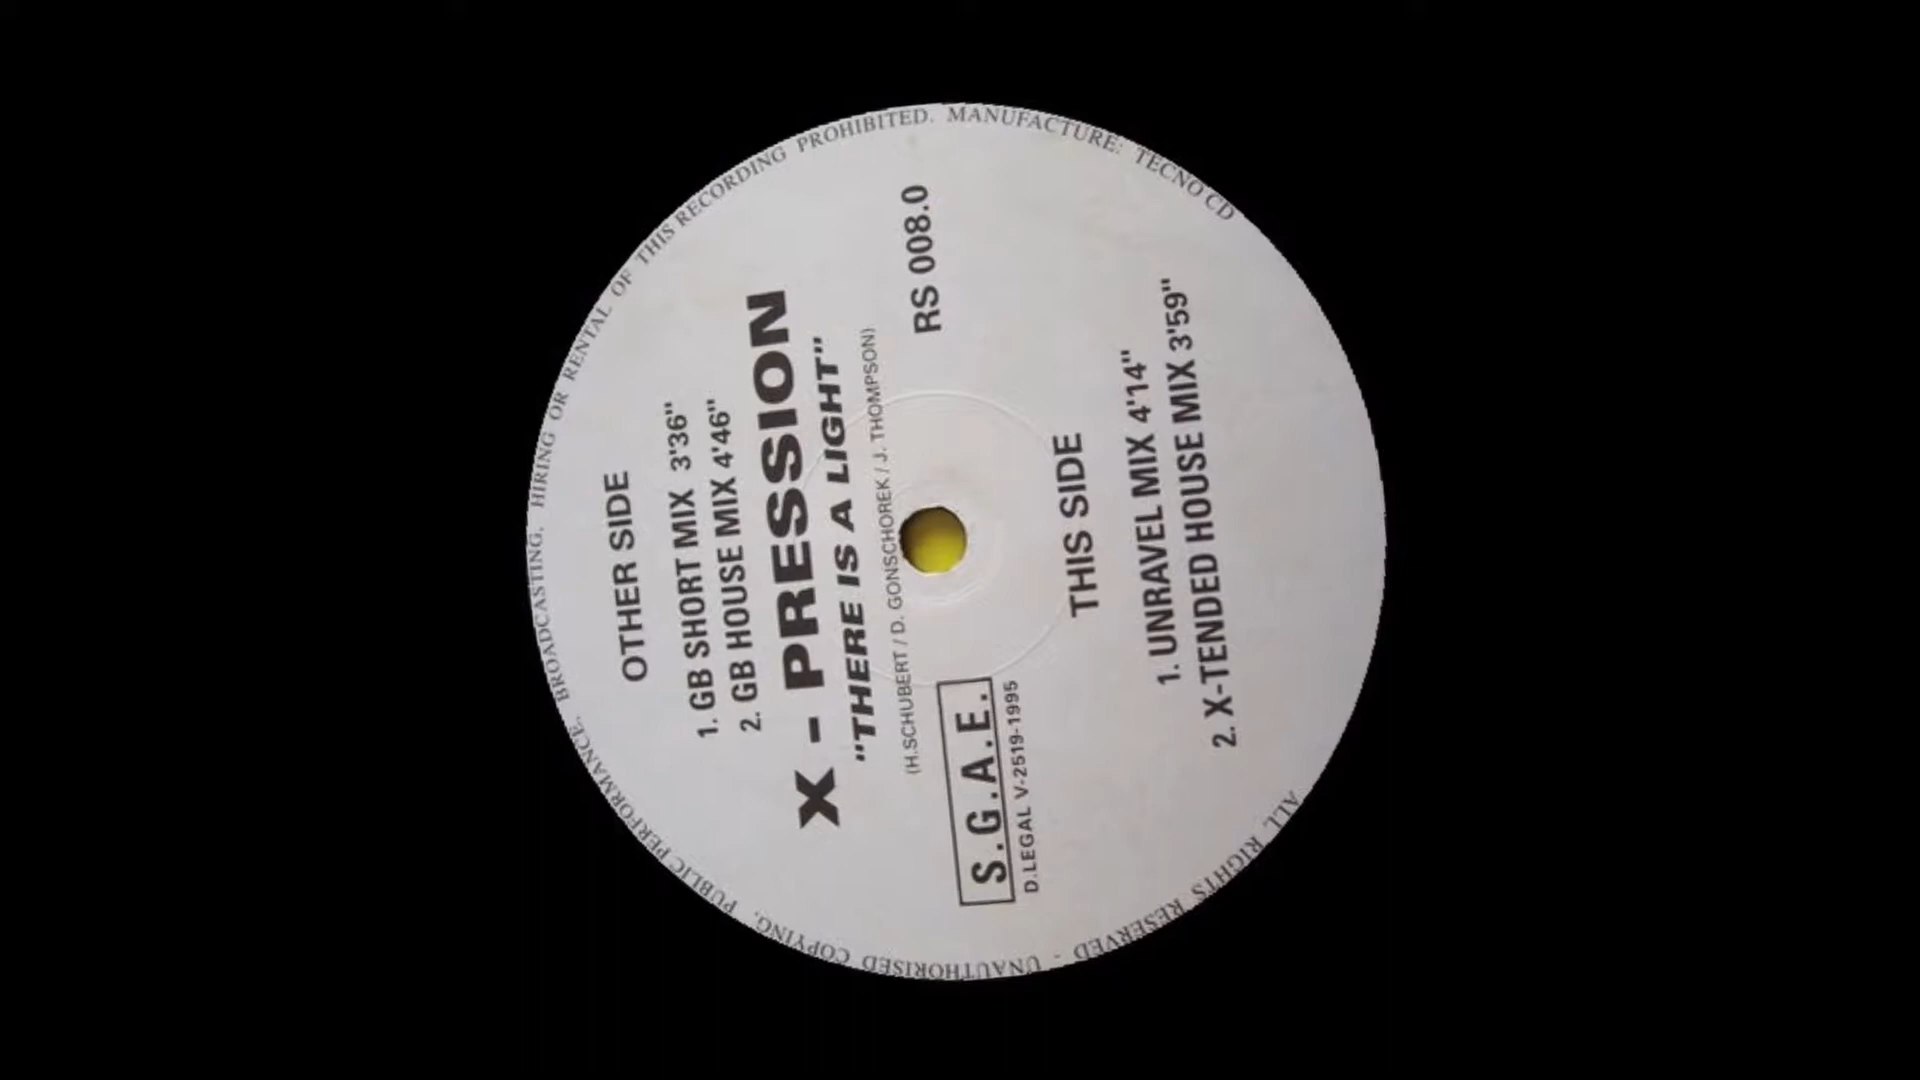 OTHER SIDE
1. GB SHORT MIX 3'36"
2. GB HOUSE MIX 4'46"
X - PRESSION
"THERE IS A LIGHT"
(H.SCHUBERT / D. GONSCHOREK / J. THOMPSON)
RS 008.0
S.G.A.E.
D.LEGAL V-2519-1995
THIS SIDE
1. UNRAVEL MIX 4'14"
2. X-TENDED HOUSE MIX 3'59"
ALL RIGHTS RESERVED - UNAUTHORISED COPYING, PUBLIC PERFORMANCE, BROADCASTING, HIRING OR RENTAL OF THIS RECORDING PROHIBITED. MANUFACTURE: TECNO CD